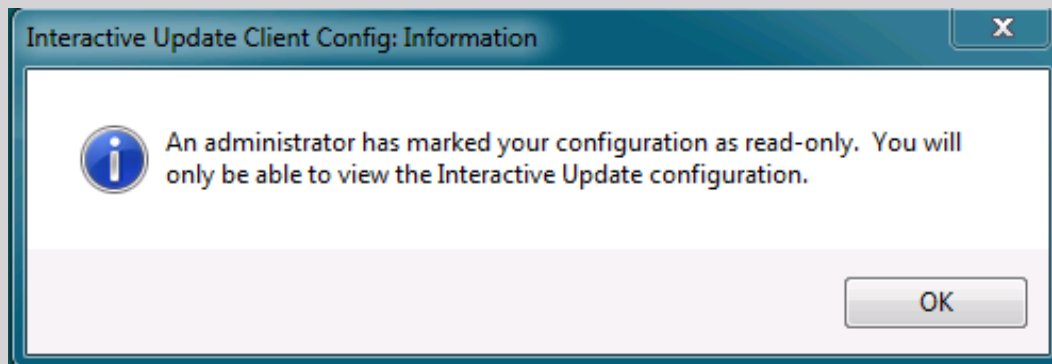 Interactive Update Client Config: Information
An administrator has marked your configuration as read-only.  You will
only be able to view the Interactive Update configuration.
OK